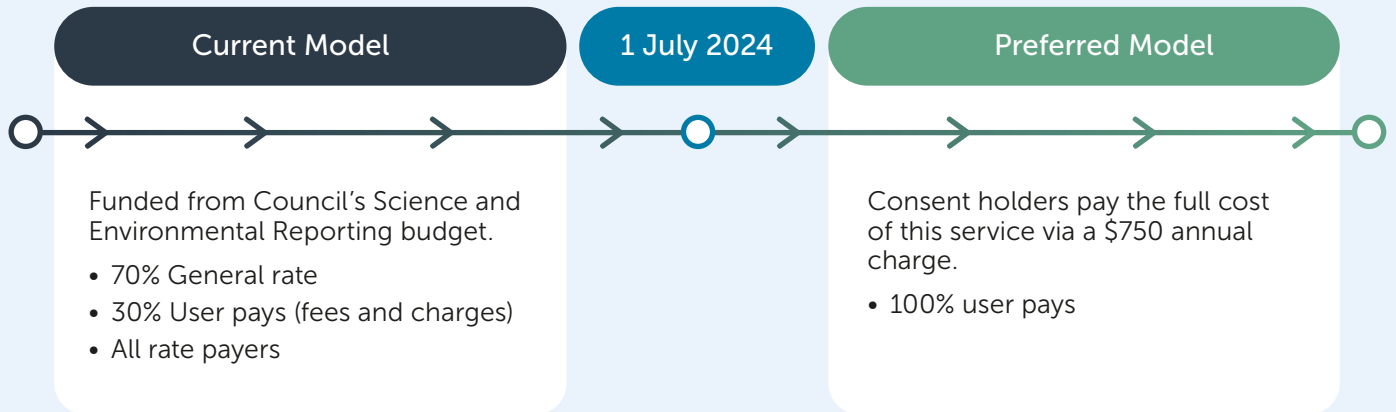 Current Model
1 July 2024
Preferred Model
Funded from Council’s Science and
Environmental Reporting budget.
• 70% General rate
• 30% User pays (fees and charges)
• All rate payers
Consent holders pay the full cost
of this service via a $750 annual
charge.
• 100% user pays